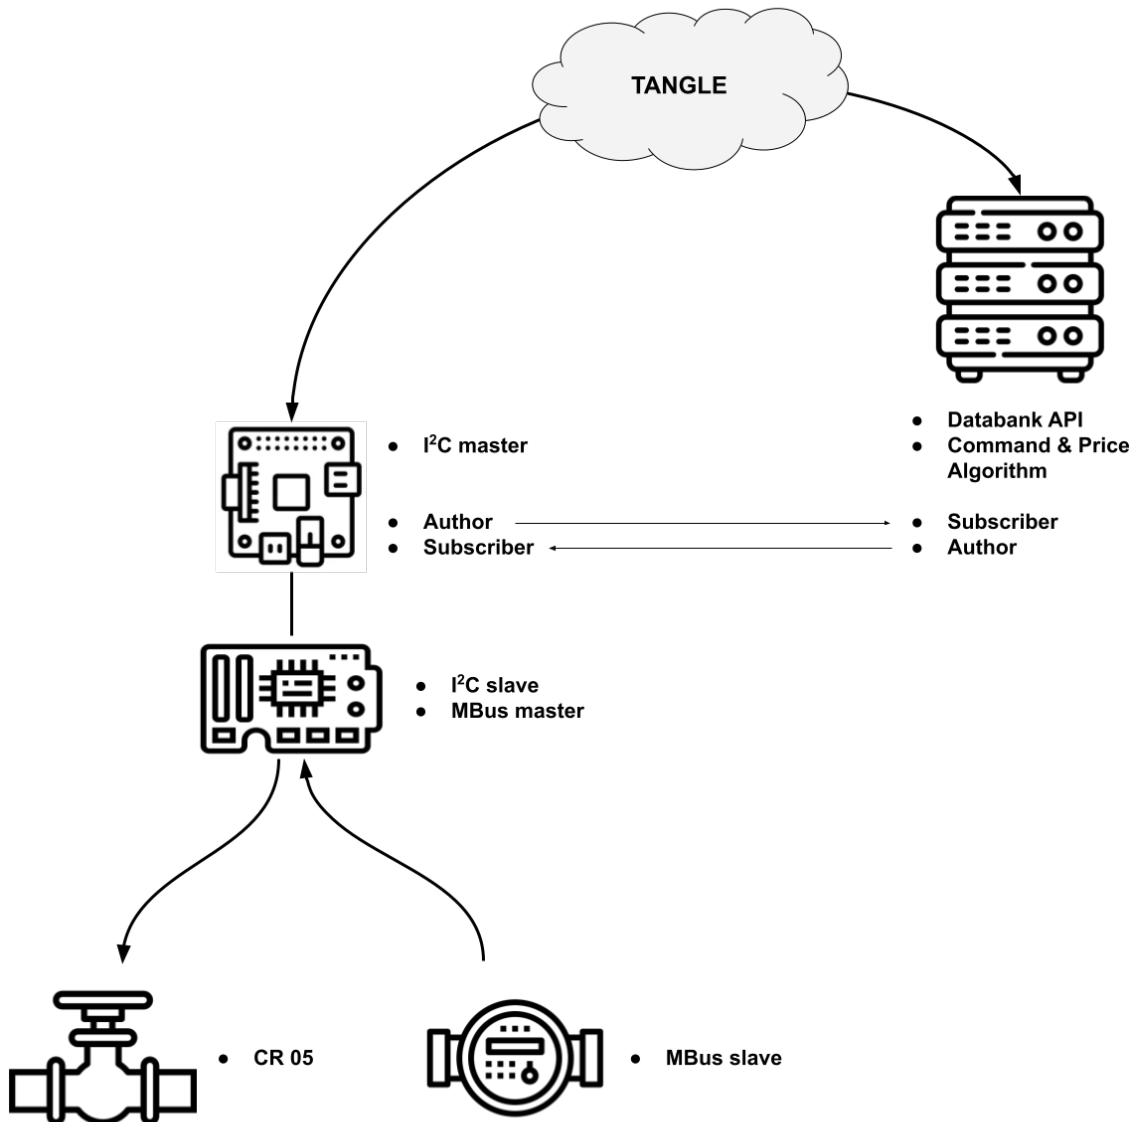 TANGLE
• Databank API
• Command & Price
Algorithm
• I²C master
• Author
• Subscriber
• Subscriber
• Author
• I²C slave
• MBus master
• CR 05
• MBus slave